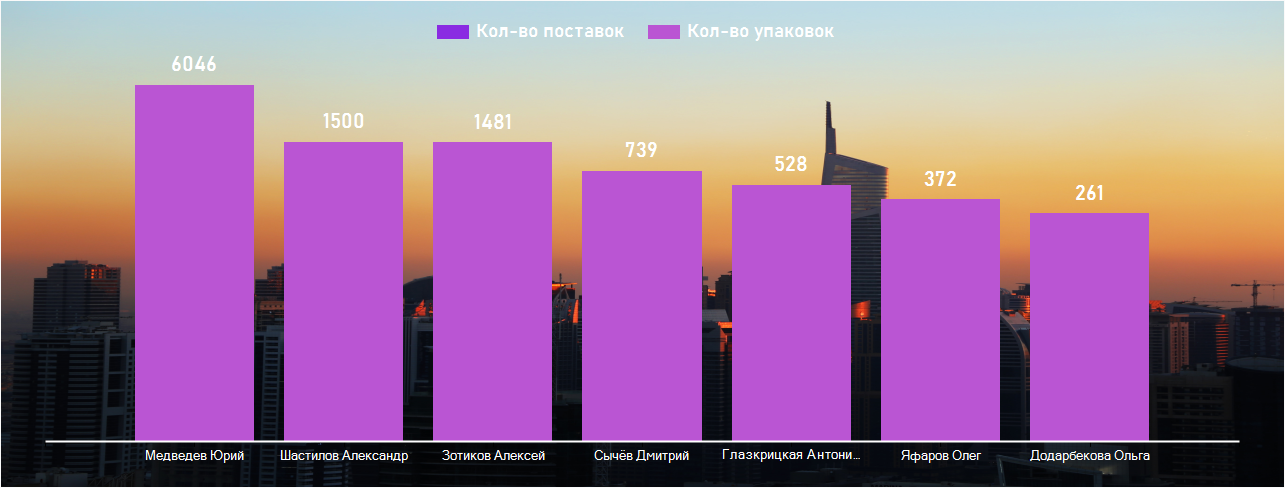 Кол-во поставок Кол-во упаковок
6046
1500
1481
739
528
372
261
Медведев Юрий
Шастилов Александр
Зотиков Алексей
Сычёв Дмитрий
Глазкрицкая Антони...
Яфаров Олег
Додарбекова Ольга